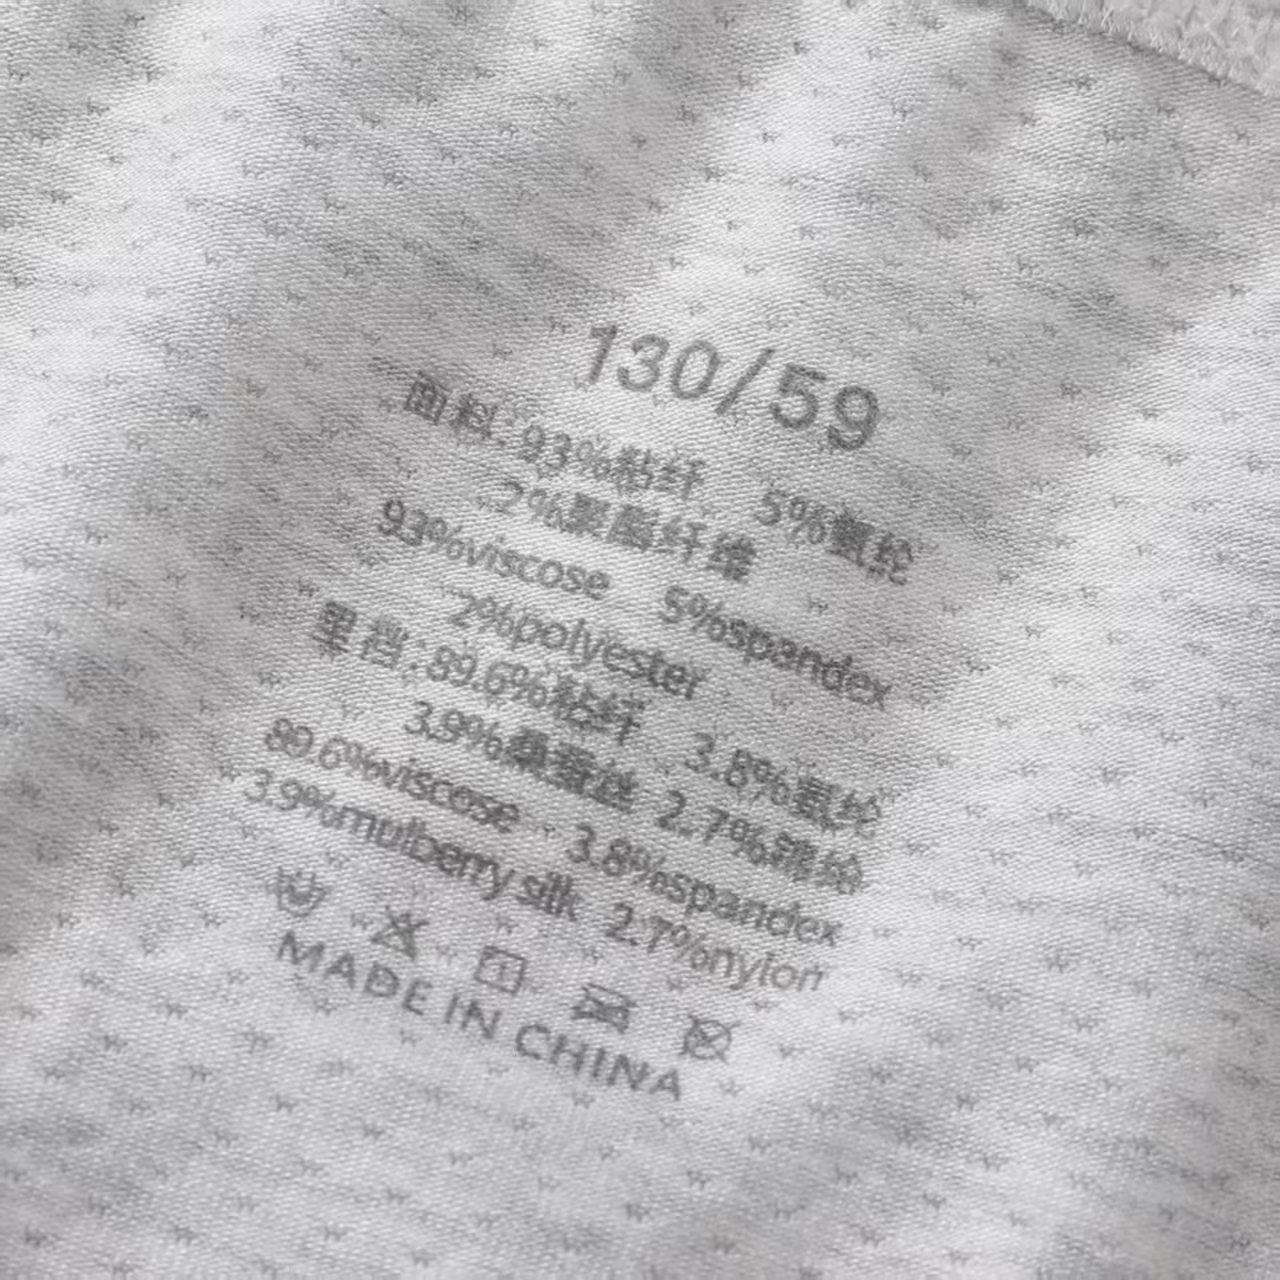 130/59
面料:93%粘纤 5%氨纶
2%聚酯纤维
93%viscose 5%spandex
2%polyester
里裆:89.6%粘纤 3.8%氨纶
3.9%桑蚕丝 2.7%锦纶
89.6%viscose 3.8%spandex
3.9%mulberry silk 2.7%nylon
MADE IN CHINA